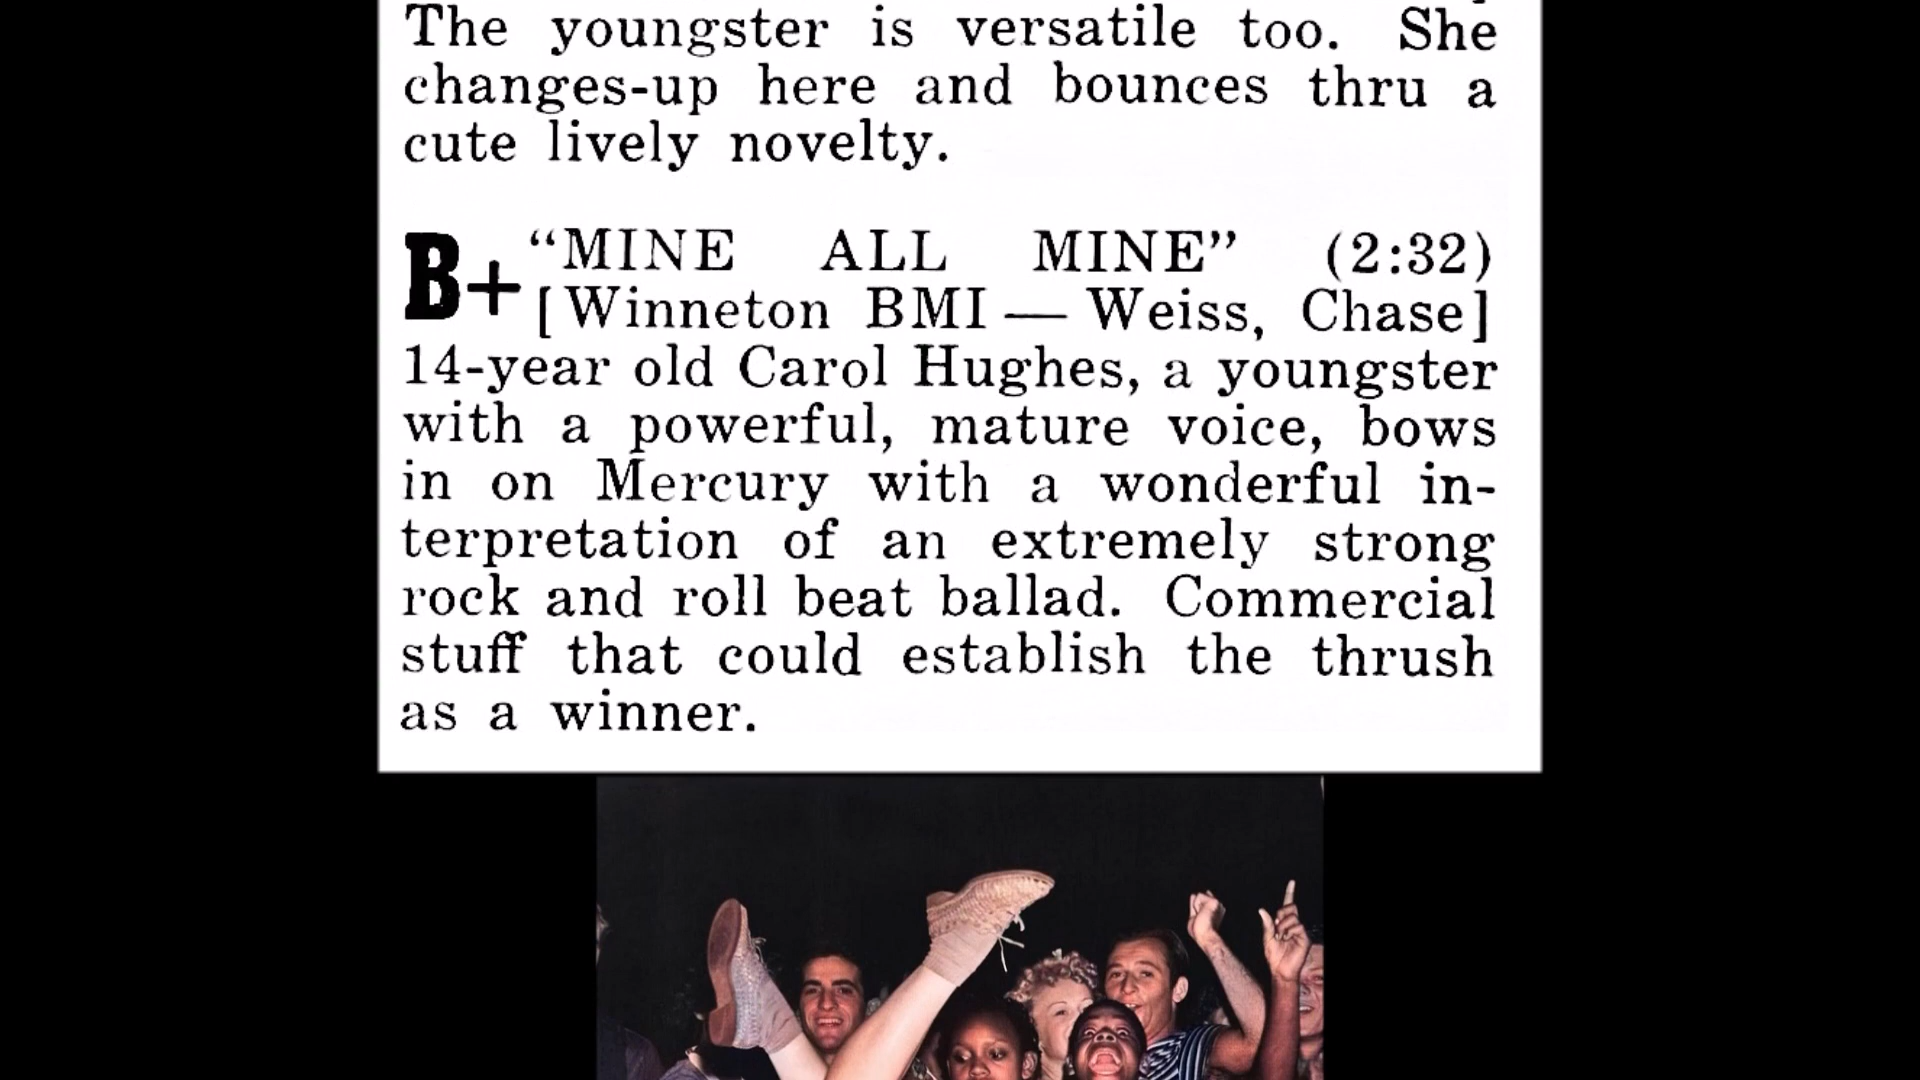 The youngster is versatile too. She
changes-up here and bounces thru a
cute lively novelty.
B+ “MINE ALL MINE” (2:32)
[Winneton BMI — Weiss, Chase]
14-year old Carol Hughes, a youngster
with a powerful, mature voice, bows
in on Mercury with a wonderful in-
terpretation of an extremely strong
rock and roll beat ballad. Commercial
stuff that could establish the thrush
as a winner.